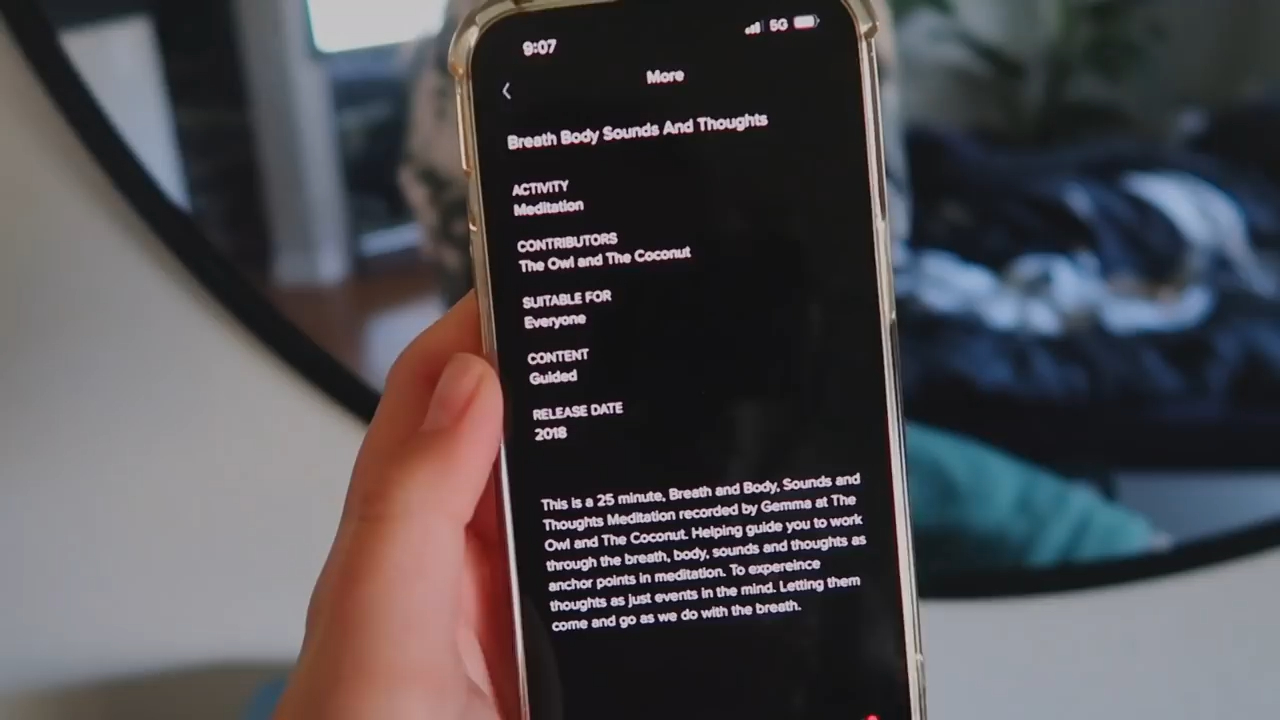 9:07
5G
More
Breath Body Sounds And Thoughts
ACTIVITY
Meditation
CONTRIBUTORS
The Owl and The Coconut
SUITABLE FOR
Everyone
CONTENT
Guided
RELEASE DATE
2018
This is a 25 minute, Breath and Body, Sounds and
Thoughts Meditation recorded by Gemma at The
Owl and The Coconut. Helping guide you to work
through the breath, body, sounds and thoughts as
anchor points in meditation. To expereince
thoughts as just events in the mind. Letting them
come and go as we do with the breath.